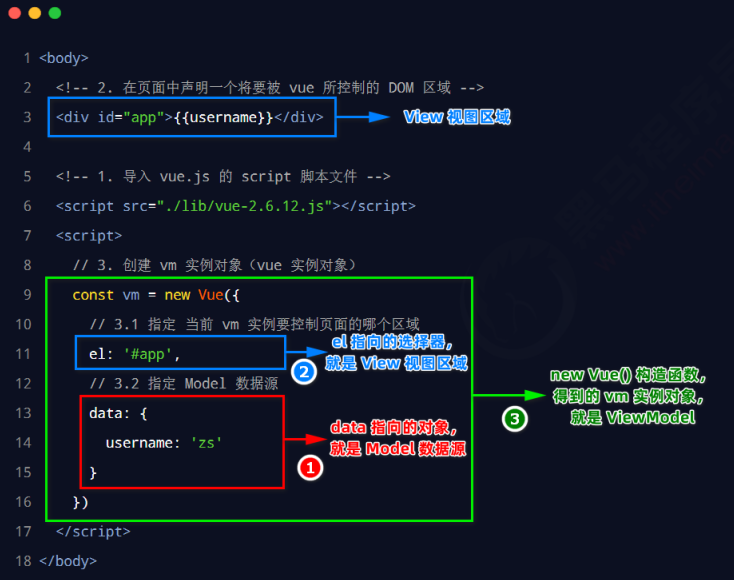 1 <body>
2 <!-- 2. 在页面中声明一个将要被 vue 所控制的 DOM 区域 -->
3 <div id="app">{{username}}</div>
View 视图区域
4
5 <!-- 1. 导入 vue.js 的 script 脚本文件 -->
6 <script src="./lib/vue-2.6.12.js"></script>
7 <script>
8 // 3. 创建 vm 实例对象（vue 实例对象）
9 const vm = new Vue({
10 // 3.1 指定 当前 vm 实例要控制页面的哪个区域
11 el: '#app',
2
el 指向的选择器，
就是 View 视图区域
12 // 3.2 指定 Model 数据源
13 data: {
14 username: 'zs'
15 }
1
data 指向的对象，
就是 Model 数据源
16 })
3
new Vue() 构造函数，
得到的 vm 实例对象，
就是 ViewModel
17 </script>
18 </body>